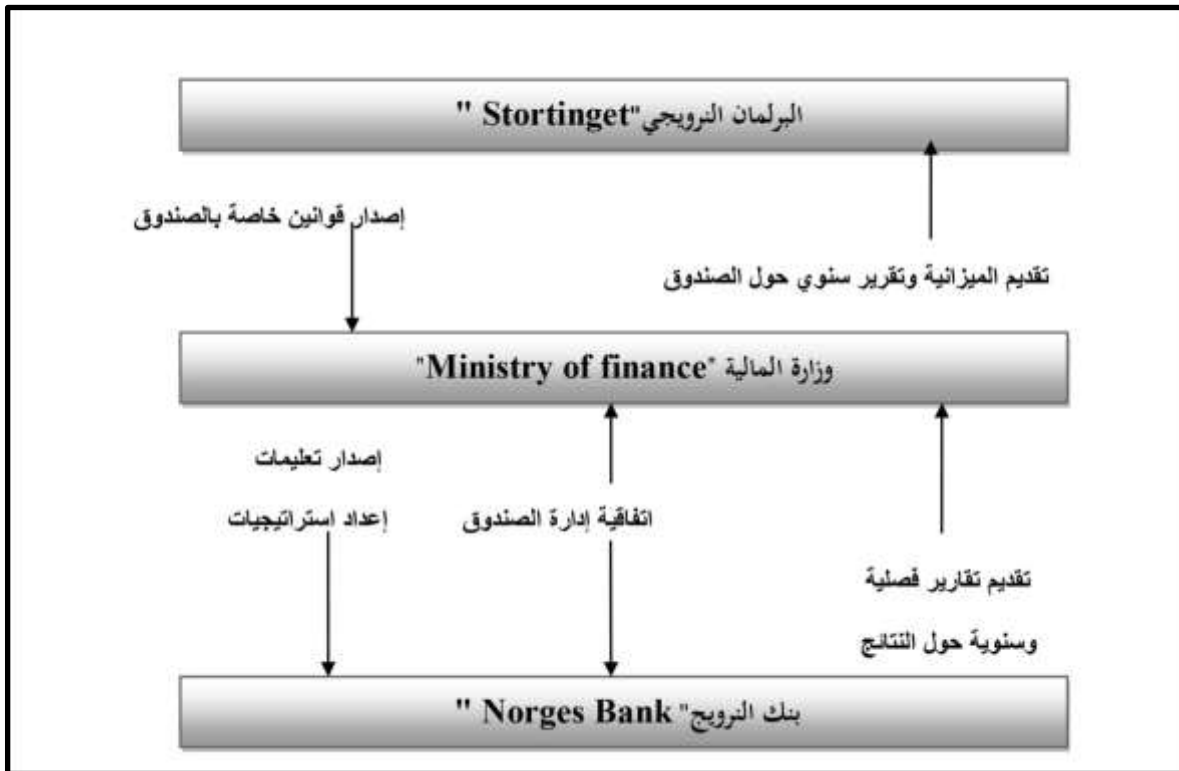 البرلمان النرويجي"Stortinget "
إصدار قوانين خاصة بالصندوق
تقديم الميزانية وتقرير سنوي حول الصندوق
وزارة المالية "Ministry of finance"
إصدار تعليمات
إعداد استراتيجيات
اتفاقية إدارة الصندوق
تقديم تقارير فصلية
وسنوية حول النتائج
بنك النرويج" Norges Bank "